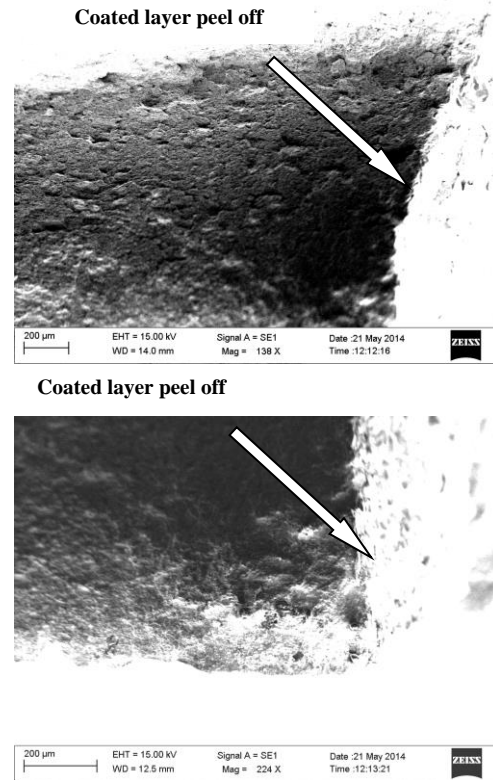 Coated layer peel off
200 µm EHT = 15.00 kV Signal A = SE1 Date :21 May 2014 ZEISS
WD = 14.0 mm Mag = 138 X Time :12:12:16
Coated layer peel off
200 µm EHT = 15.00 kV Signal A = SE1 Date :21 May 2014 ZEISS
WD = 12.5 mm Mag = 224 X Time :12:13:21